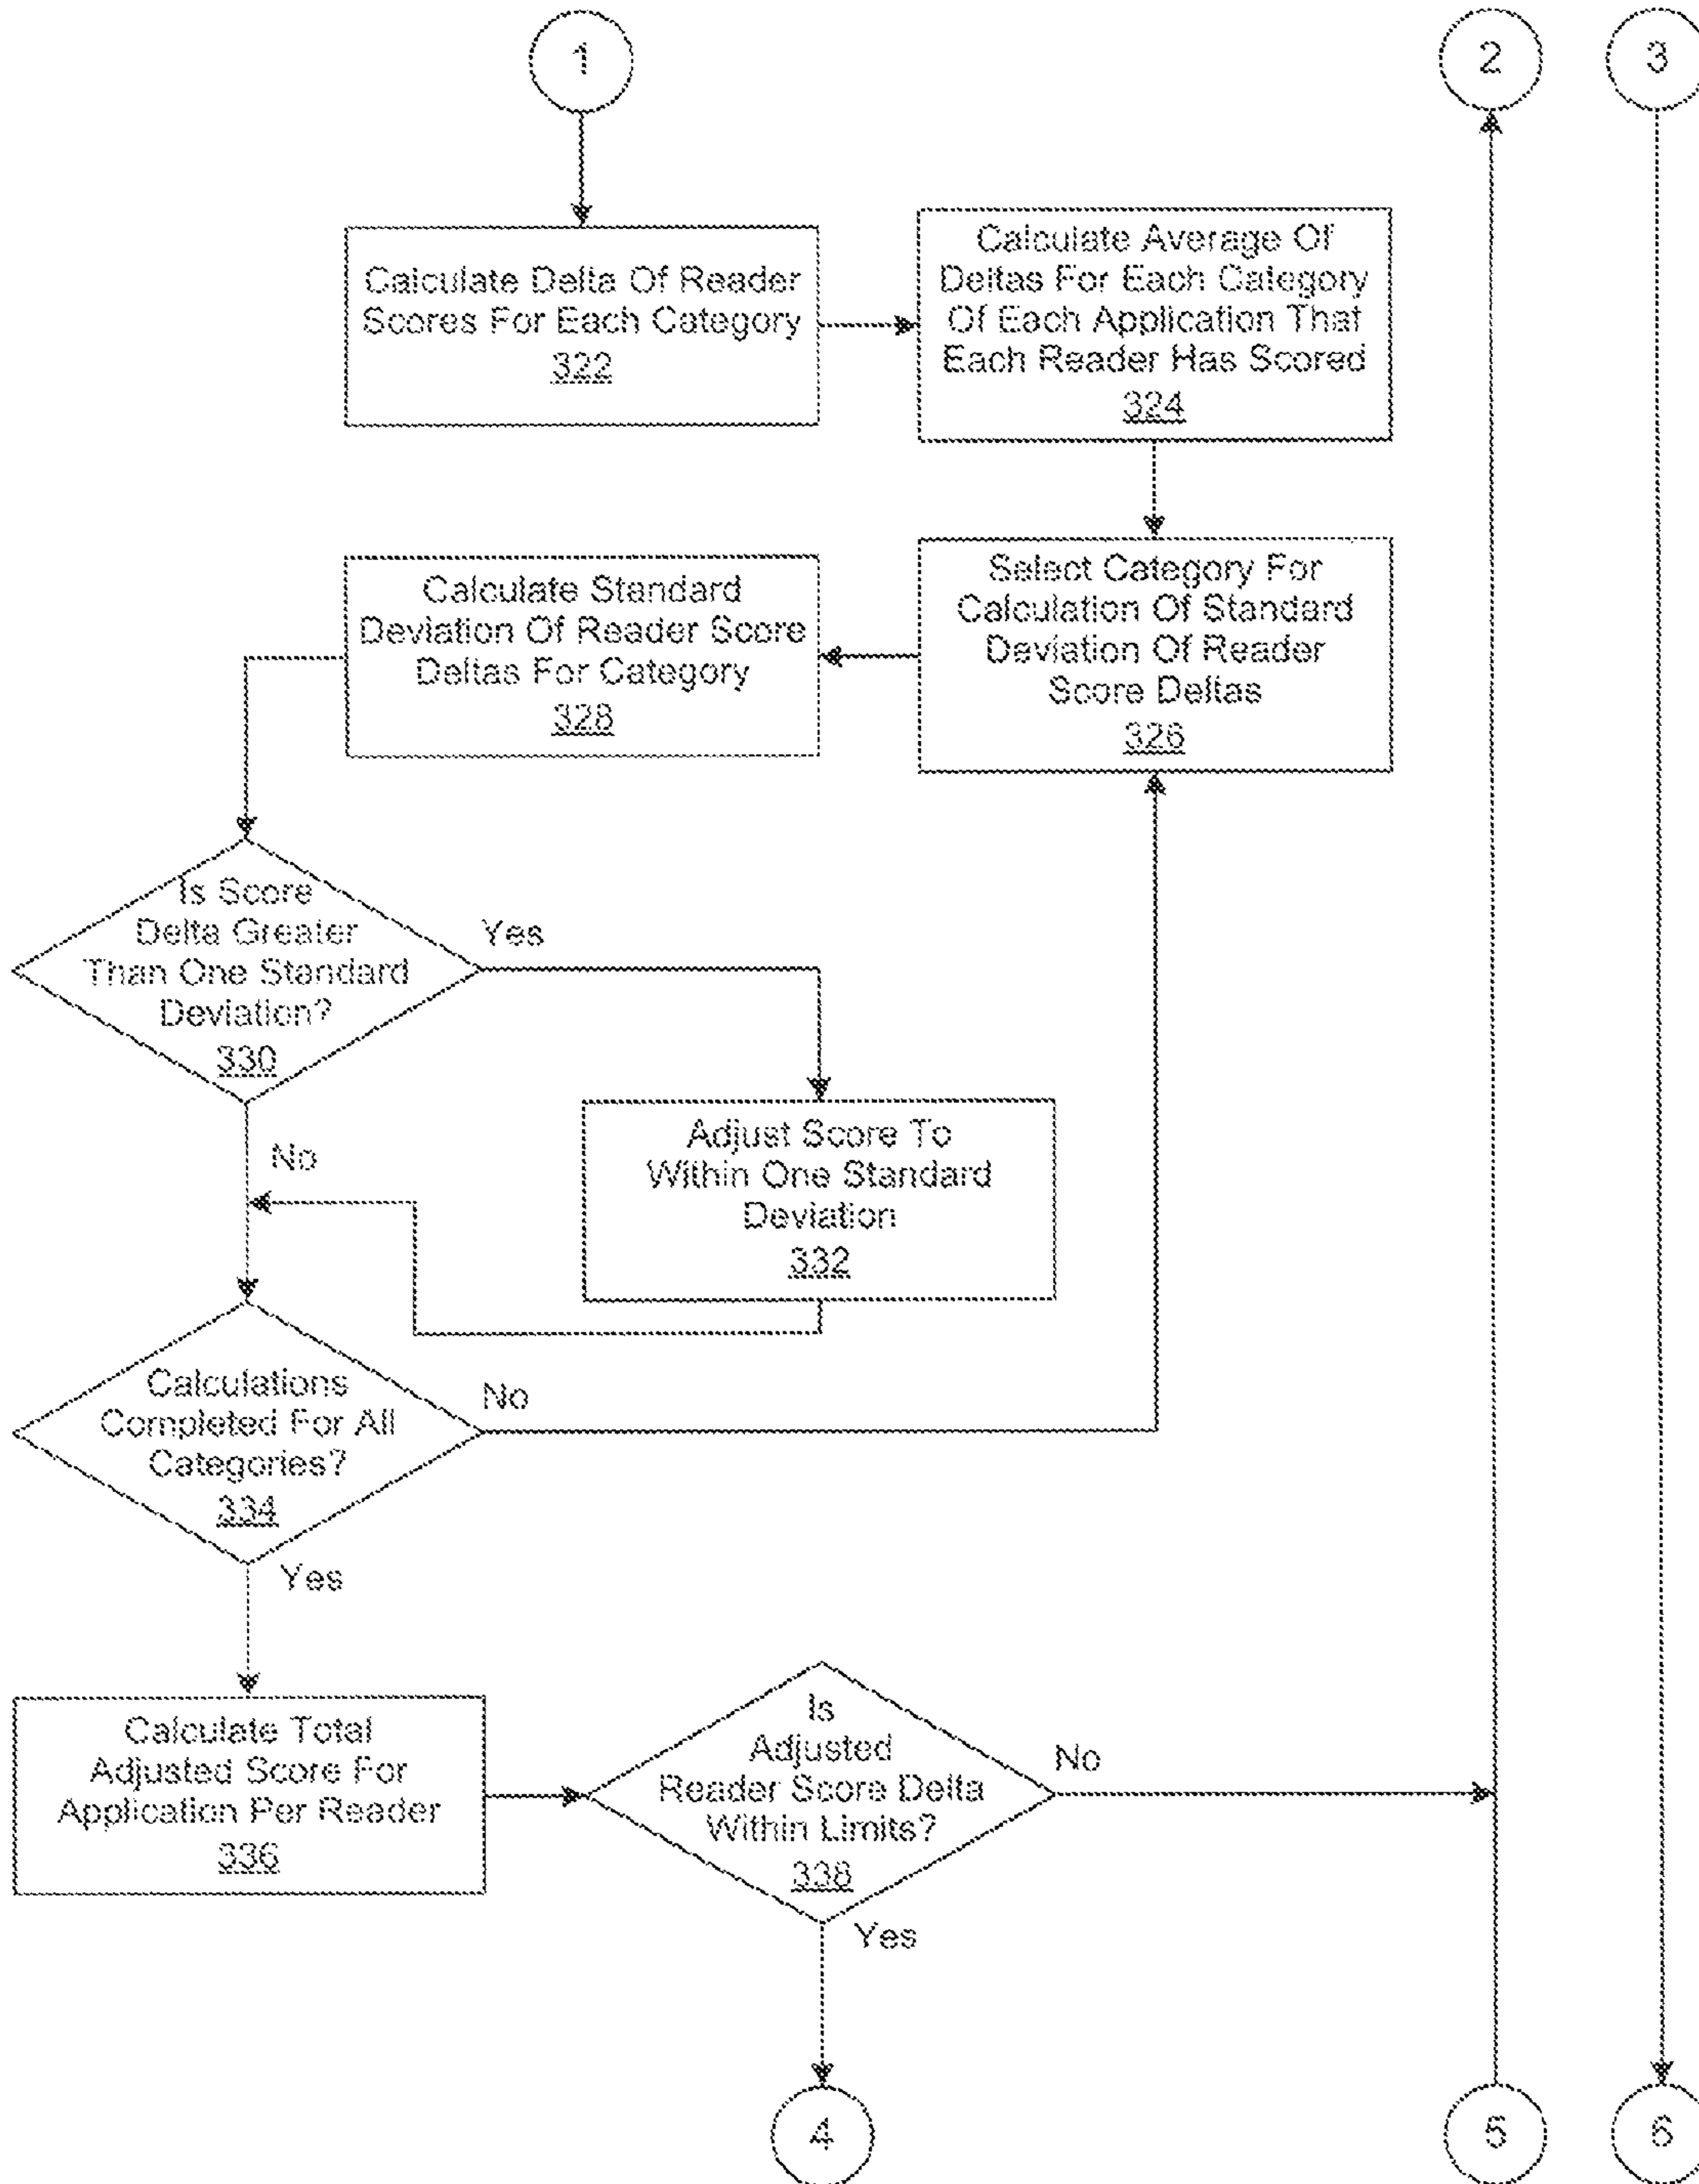 1
2
3
Calculate Delta Of Reader
Scores For Each Category
322
Calculate Average Of
Deltas For Each Category
Of Each Application That
Each Reader Has Scored
324
Calculate Standard
Deviation Of Reader Score
Deltas For Category
328
Select Category For
Calculation Of Standard
Deviation Of Reader
Score Deltas
326
Is Score
Delta Greater
Than One Standard
Deviation?
330
Yes
No
Adjust Score To
Within One Standard
Deviation
332
Calculations
Completed For All
Categories?
334
No
Yes
Calculate Total
Adjusted Score For
Application Per Reader
336
Is
Adjusted
Reader Score Delta
Within Limits?
338
No
Yes
4
5
6